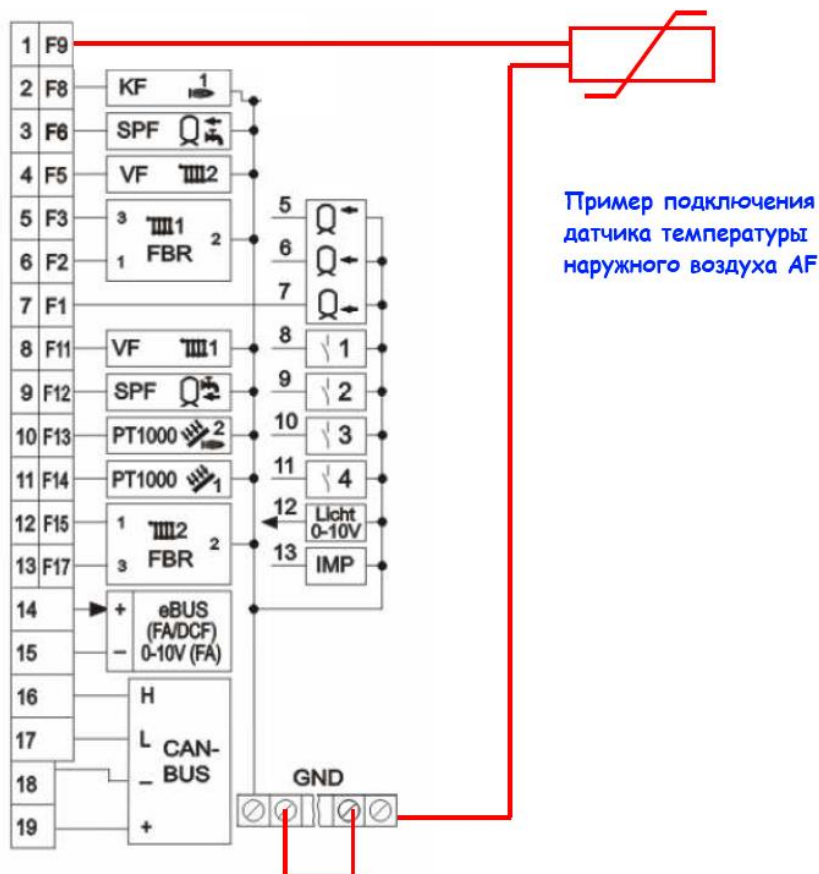 1 F9
2 F8 KF 1
3 F6 SPF
4 F5 VF 2
5 F3 3 1 2 5
6 F2 1 FBR 6
7 F1 7
8 F11 VF 1 8 1
9 F12 SPF 9 2
10 F13 PT1000 2 10 3
11 F14 PT1000 1 11 4
12 F15 1 2 2 12 Licht
0-10V
13 F17 3 FBR 13 IMP
14 + eBUS
(FA/DCF)
15 − 0-10V (FA)
16 H
17 L CAN-
18 − BUS
19 +
GND
Пример подключения
датчика температуры
наружного воздуха AF